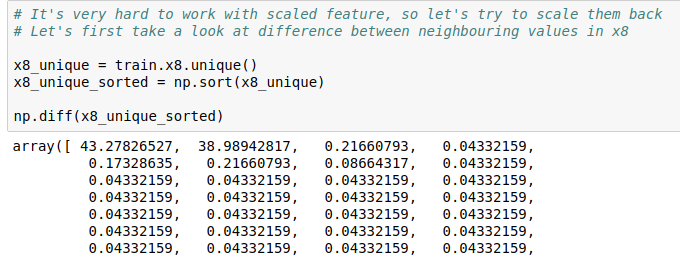 # It's very hard to work with scaled feature, so let's try to scale them back
# Let's first take a look at difference between neighbouring values in x8
x8_unique = train.x8.unique()
x8_unique_sorted = np.sort(x8_unique)
np.diff(x8_unique_sorted)
array([ 43.27826527, 38.98942817, 0.21660793, 0.04332159,
0.17328635, 0.21660793, 0.08664317, 0.04332159,
0.04332159, 0.04332159, 0.04332159, 0.04332159,
0.04332159, 0.04332159, 0.04332159, 0.04332159,
0.04332159, 0.04332159, 0.04332159, 0.04332159,
0.04332159, 0.04332159, 0.04332159, 0.04332159,
0.04332159, 0.04332159, 0.04332159, 0.04332159,